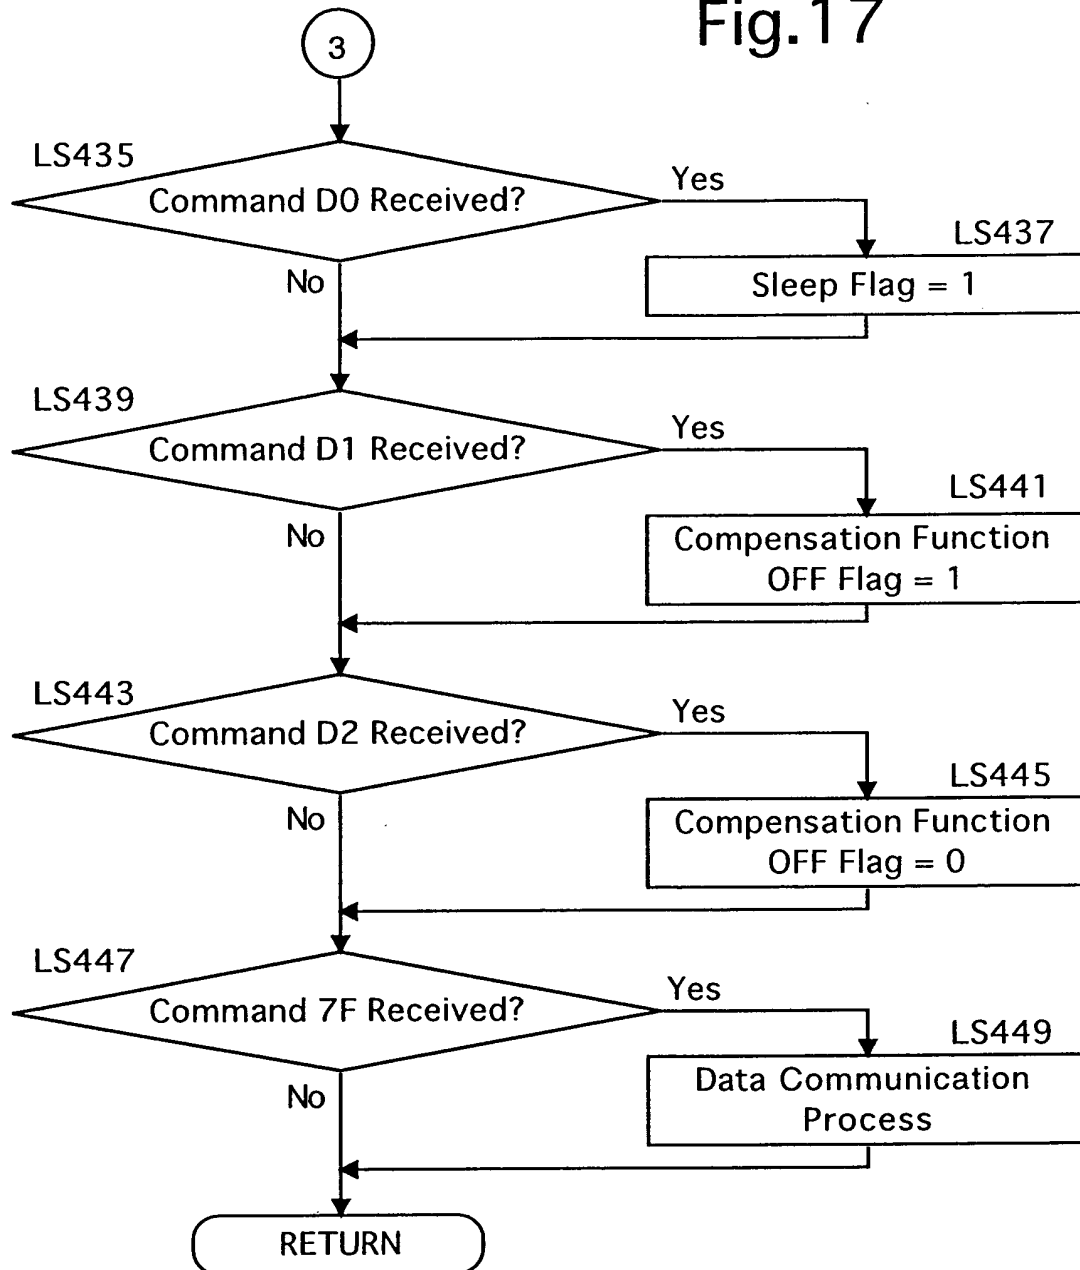 Fig.17
3
LS435
Command D0 Received?
Yes
LS437
Sleep Flag = 1
No
LS439
Command D1 Received?
Yes
LS441
Compensation Function
OFF Flag = 1
No
LS443
Command D2 Received?
Yes
LS445
Compensation Function
OFF Flag = 0
No
LS447
Command 7F Received?
Yes
LS449
Data Communication
Process
No
RETURN